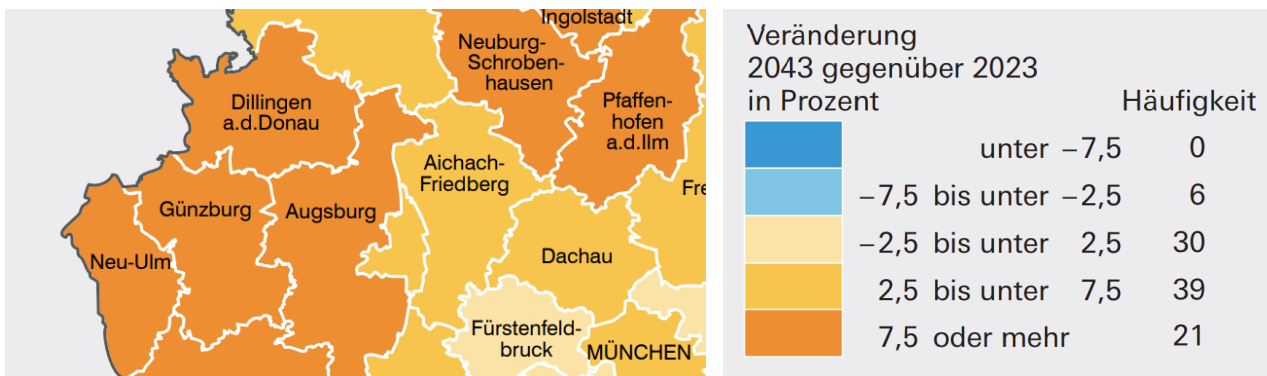 Ingolstadt
Neuburg-
Schroben-
hausen
Pfaffen-
hofen
a.d.Ilm
Dillingen
a.d.Donau
Aichach-
Friedberg
Fre
Günzburg
Augsburg
Neu-Ulm
Dachau
Fürstenfeld-
bruck
MÜNCHEN
Veränderung
2043 gegenüber 2023
in Prozent Häufigkeit
unter −7,5 0
−7,5 bis unter −2,5 6
−2,5 bis unter 2,5 30
2,5 bis unter 7,5 39
7,5 oder mehr 21